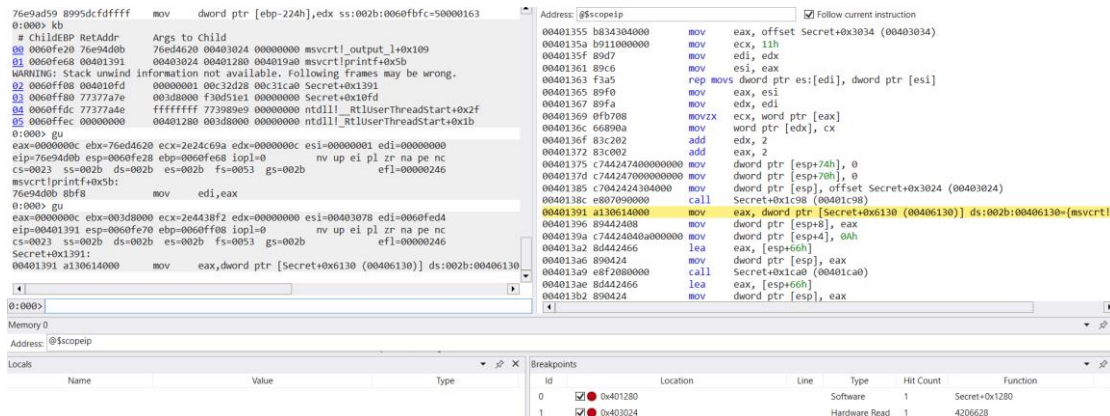 76e9ad59 8995dcfdffff mov dword ptr [ebp-224h],edx ss:002b:0060fbfc=50000163
0:000> kb
# ChildEBP RetAddr Args to Child
00 0060fe20 76e94d0b 76ed4620 00403024 00000000 msvcrt!_output_l+0x109
01 0060fe68 00401391 00403024 00401280 004019a0 msvcrt!printf+0x5b
WARNING: Stack unwind information not available. Following frames may be wrong.
02 0060ff08 004010fd 00000001 00c32d28 00c31ca0 Secret+0x1391
03 0060ff80 77377a7e 003d8000 f30d51e1 00000000 Secret+0x10fd
04 0060ffdc 77377a4e ffffffff 773989e9 00000000 ntdll!__RtlUserThreadStart+0x2f
05 0060ffec 00000000 00401280 003d8000 00000000 ntdll!_RtlUserThreadStart+0x1b
0:000> gu
eax=0000000c ebx=76ed4620 ecx=2e24c69a edx=0000000c esi=00000001 edi=00000000
eip=76e94d0b esp=0060fe28 ebp=0060fe68 iopl=0 nv up ei pl zr na pe nc
cs=0023 ss=002b ds=002b es=002b fs=0053 gs=002b efl=00000246
msvcrt!printf+0x5b:
76e94d0b 8bf8 mov edi,eax
0:000> gu
eax=0000000c ebx=003d8000 ecx=2e4438f2 edx=00000000 esi=00403078 edi=0060fed4
eip=00401391 esp=0060fe70 ebp=0060ff08 iopl=0 nv up ei pl zr na pe nc
cs=0023 ss=002b ds=002b es=002b fs=0053 gs=002b efl=00000246
Secret+0x1391:
00401391 a130614000 mov eax,dword ptr [Secret+0x6130 (00406130)] ds:002b:00406130
0:000>
Address: @$scopeip
Follow current instruction
00401355 b834304000 mov eax, offset Secret+0x3034 (00403034)
0040135a b911000000 mov ecx, 11h
0040135f 89d7 mov edi, edx
00401361 89c6 mov esi, eax
00401363 f3a5 rep movs dword ptr es:[edi], dword ptr [esi]
00401365 89f0 mov eax, esi
00401367 89fa mov edx, edi
00401369 0fb708 movzx ecx, word ptr [eax]
0040136c 66890a mov word ptr [edx], cx
0040136f 83c202 add edx, 2
00401372 83c002 add eax, 2
00401375 c744247400000000 mov dword ptr [esp+74h], 0
0040137d c744247000000000 mov dword ptr [esp+70h], 0
00401385 c7042424304000 mov dword ptr [esp], offset Secret+0x3024 (00403024)
0040138c e807090000 call Secret+0x1c98 (00401c98)
00401391 a130614000 mov eax, dword ptr [Secret+0x6130 (00406130)] ds:002b:00406130={msvcrt!
00401396 89442408 mov dword ptr [esp+8], eax
0040139a c74424040a000000 mov dword ptr [esp+4], 0Ah
004013a2 8d442466 lea eax, [esp+66h]
004013a6 890424 mov dword ptr [esp], eax
004013a9 e8f2080000 call Secret+0x1ca0 (00401ca0)
004013ae 8d442466 lea eax, [esp+66h]
004013b2 890424 mov dword ptr [esp], eax
Memory 0
Address: @$scopeip
Locals
Name Value Type
Breakpoints
Id Location Line Type Hit Count Function
0 0x401280 Software 1 Secret+0x1280
1 0x403024 Hardware Read 1 4206628